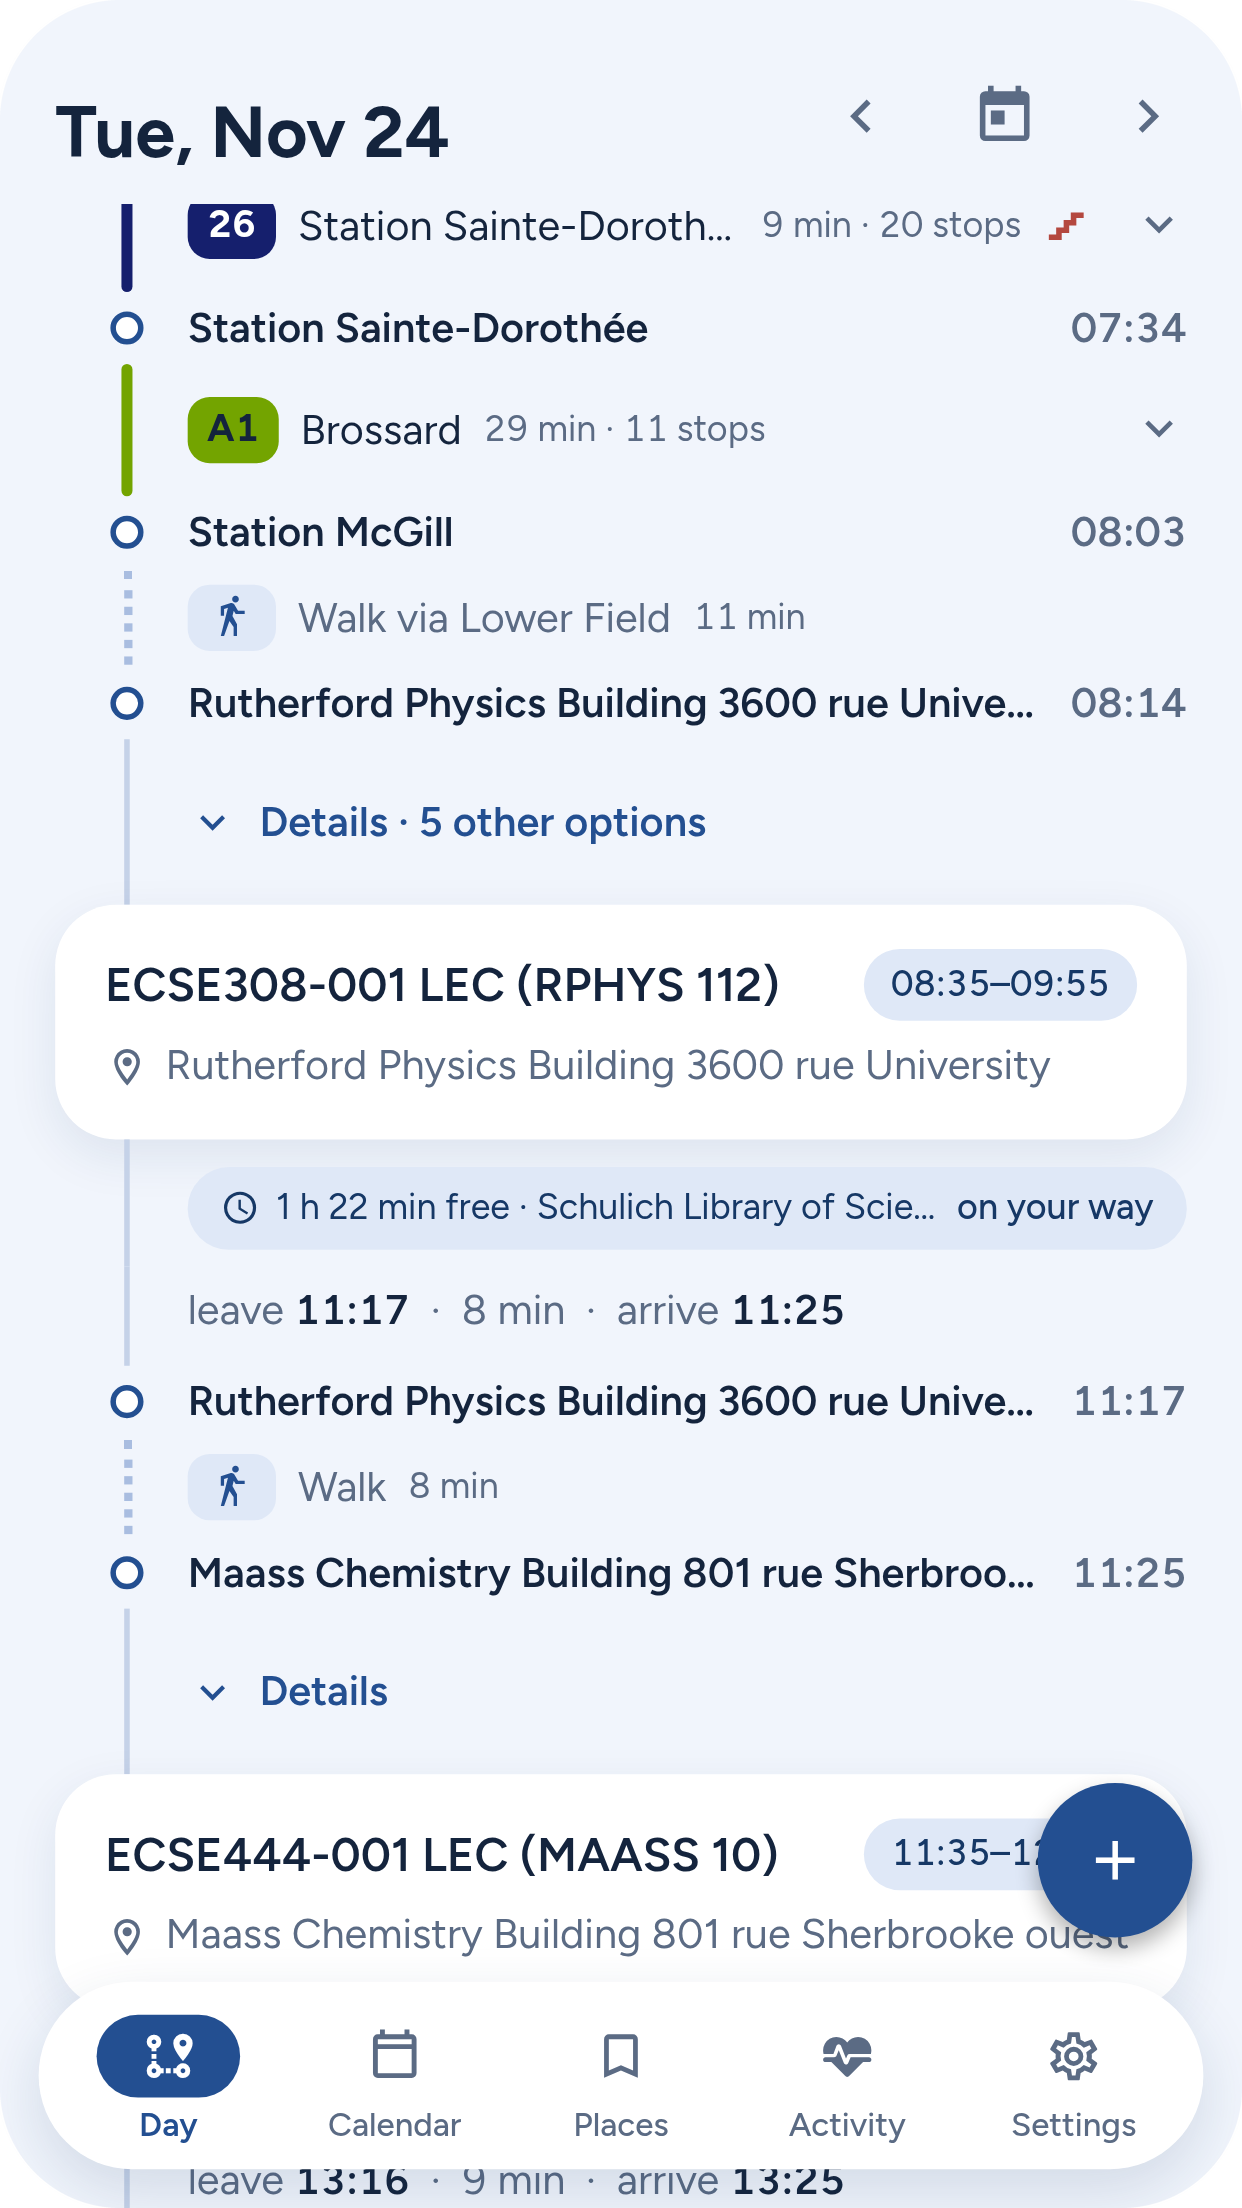 Tue, Nov 24
26 Station Sainte-Doroth... 9 min · 20 stops
Station Sainte-Dorothée 07:34
A1 Brossard 29 min · 11 stops
Station McGill 08:03
Walk via Lower Field 11 min
Rutherford Physics Building 3600 rue Unive... 08:14
Details · 5 other options
ECSE308-001 LEC (RPHYS 112) 08:35–09:55
Rutherford Physics Building 3600 rue University
1 h 22 min free · Schulich Library of Scie... on your way
leave 11:17 · 8 min · arrive 11:25
Rutherford Physics Building 3600 rue Unive... 11:17
Walk 8 min
Maass Chemistry Building 801 rue Sherbroo... 11:25
Details
ECSE444-001 LEC (MAASS 10) 11:35–12
Maass Chemistry Building 801 rue Sherbrooke ouest
Day Calendar Places Activity Settings
leave 13:16 · 9 min · arrive 13:25